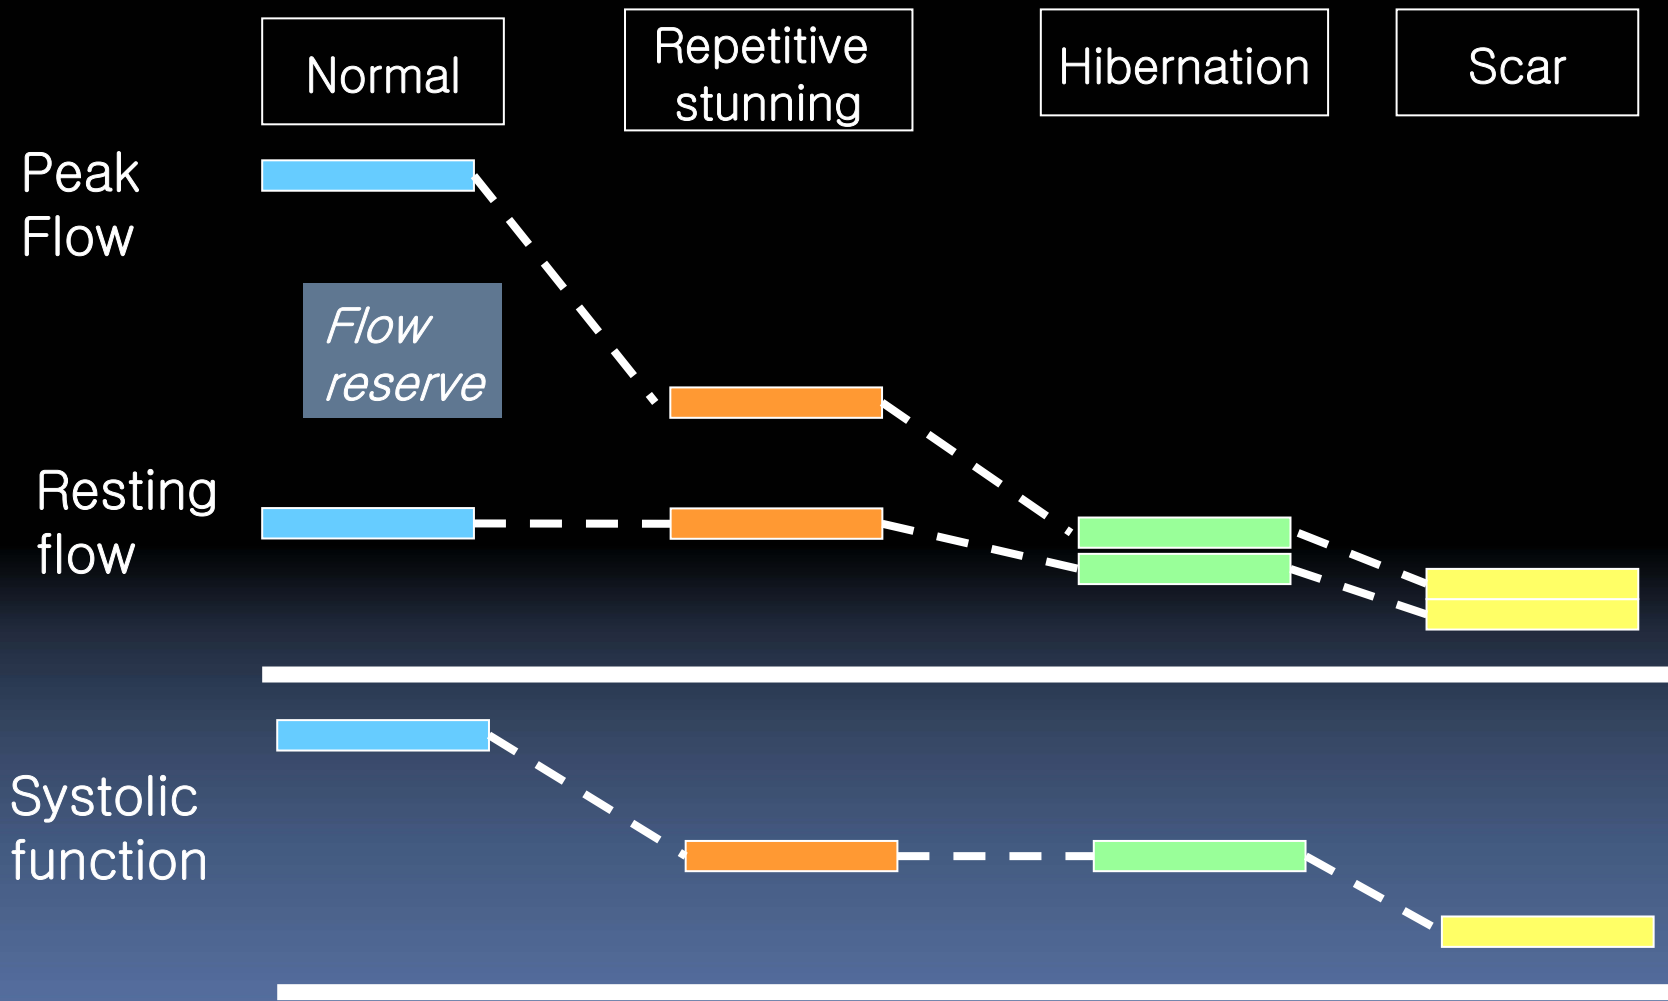 Normal
Repetitive
stunning
Hibernation
Scar
Peak
Flow
Flow
reserve
Resting
flow
Systolic
function